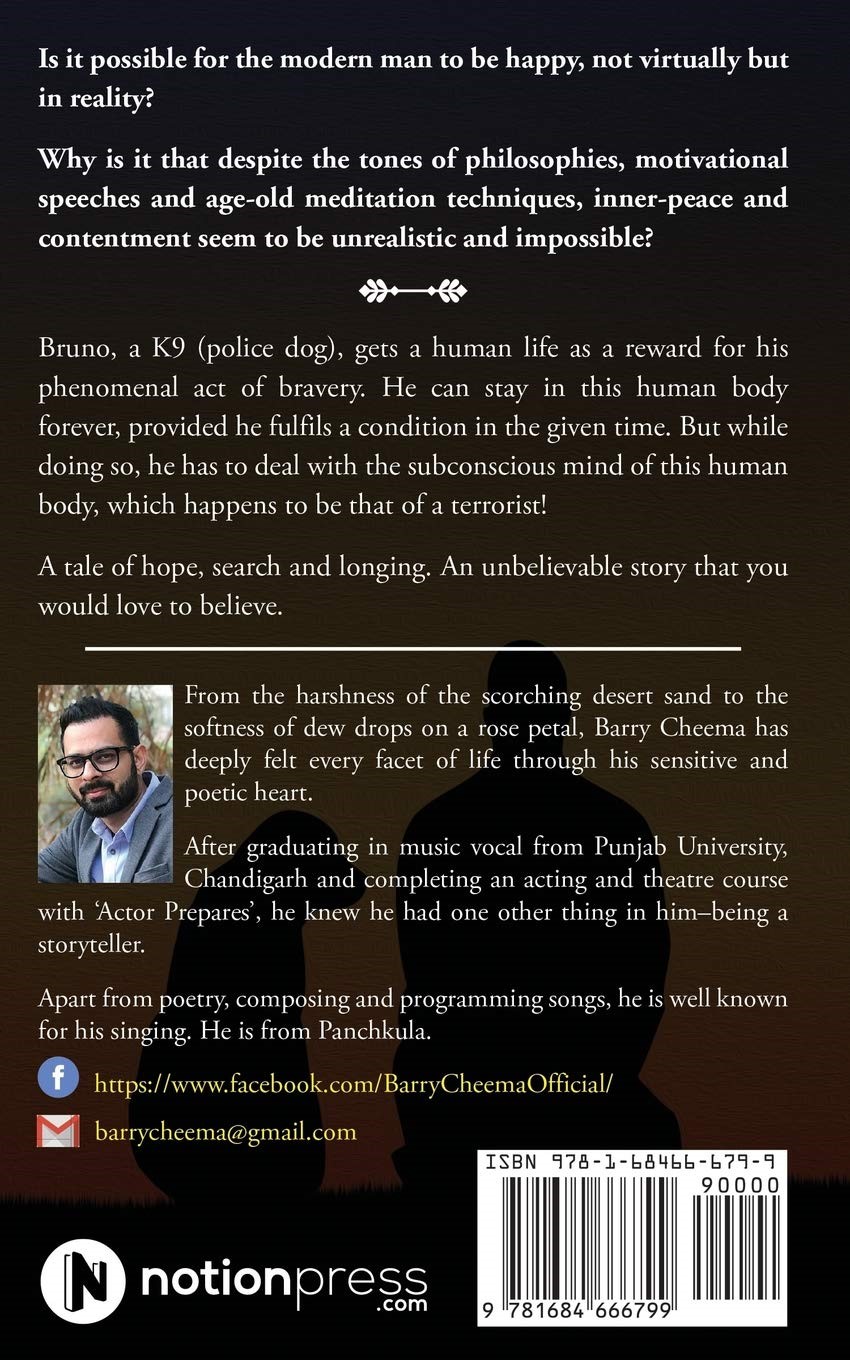 Is it possible for the modern man to be happy, not virtually but
in reality?
Why is it that despite the tones of philosophies, motivational
speeches and age-old meditation techniques, inner-peace and
contentment seem to be unrealistic and impossible?
Bruno, a K9 (police dog), gets a human life as a reward for his
phenomenal act of bravery. He can stay in this human body
forever, provided he fulfils a condition in the given time. But while
doing so, he has to deal with the subconscious mind of this human
body, which happens to be that of a terrorist!
A tale of hope, search and longing. An unbelievable story that you
would love to believe.
From the harshness of the scorching desert sand to the
softness of dew drops on a rose petal, Barry Cheema has
deeply felt every facet of life through his sensitive and
poetic heart.
After graduating in music vocal from Punjab University,
Chandigarh and completing an acting and theatre course
with ‘Actor Prepares’, he knew he had one other thing in him–being a
storyteller.
Apart from poetry, composing and programming songs, he is well known
for his singing. He is from Panchkula.
f https://www.facebook.com/BarryCheemaOfficial/
barrycheema@gmail.com
ISBN 978-1-68466-679-9
90000
9 781684 666799
N notionpress
.com